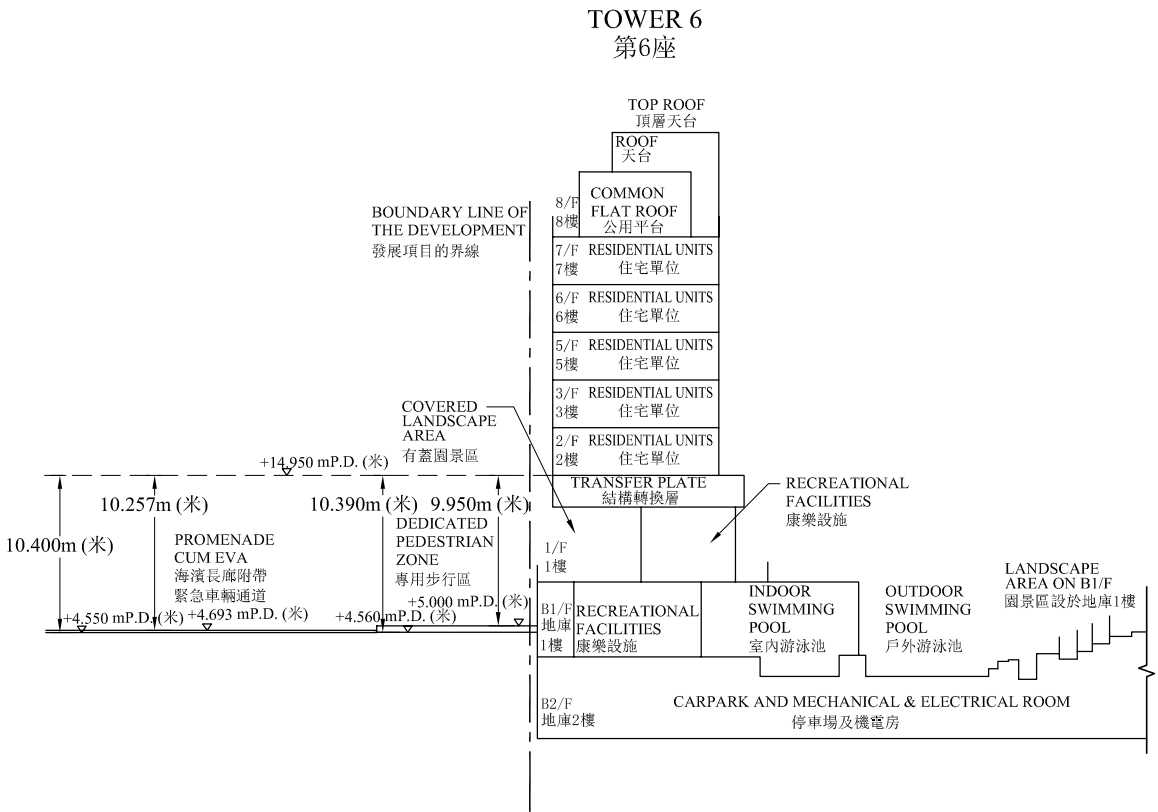 TOWER 6
第6座
TOP ROOF
頂層天台
ROOF
天台
COMMON
FLAT ROOF
公用平台
8/F
8樓
BOUNDARY LINE OF
THE DEVELOPMENT
發展項目的界線
7/F RESIDENTIAL UNITS
7樓 住宅單位
6/F RESIDENTIAL UNITS
6樓 住宅單位
5/F RESIDENTIAL UNITS
5樓 住宅單位
3/F RESIDENTIAL UNITS
3樓 住宅單位
2/F RESIDENTIAL UNITS
2樓 住宅單位
COVERED
LANDSCAPE
AREA
有蓋園景區
+14.950 mP.D. (米)
TRANSFER PLATE
結構轉換層
RECREATIONAL
FACILITIES
康樂設施
10.400m (米)
10.257m (米)
10.390m (米)
9.950m (米)
PROMENADE
CUM EVA
海濱長廊附帶
緊急車輛通道
DEDICATED
PEDESTRIAN
ZONE
專用步行區
+4.550 mP.D. (米)
+4.693 mP.D. (米)
+4.560 mP.D. (米)
+5.000 mP.D. (米)
1/F
1樓
B1/F
地庫
1樓
RECREATIONAL
FACILITIES
康樂設施
INDOOR
SWIMMING
POOL
室內游泳池
OUTDOOR
SWIMMING
POOL
戶外游泳池
LANDSCAPE
AREA ON B1/F
園景區設於地庫1樓
B2/F
地庫2樓
CARPARK AND MECHANICAL & ELECTRICAL ROOM
停車場及機電房